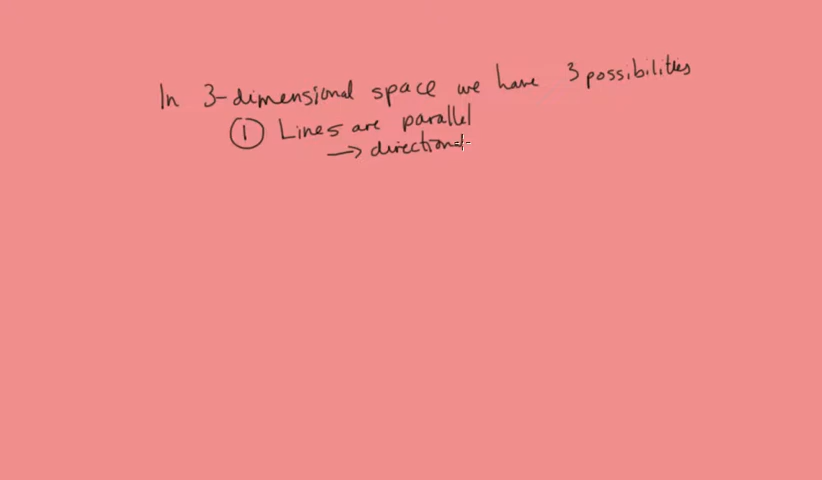 In 3-dimensional space we have 3 possibilities
① Lines are parallel
→ directional